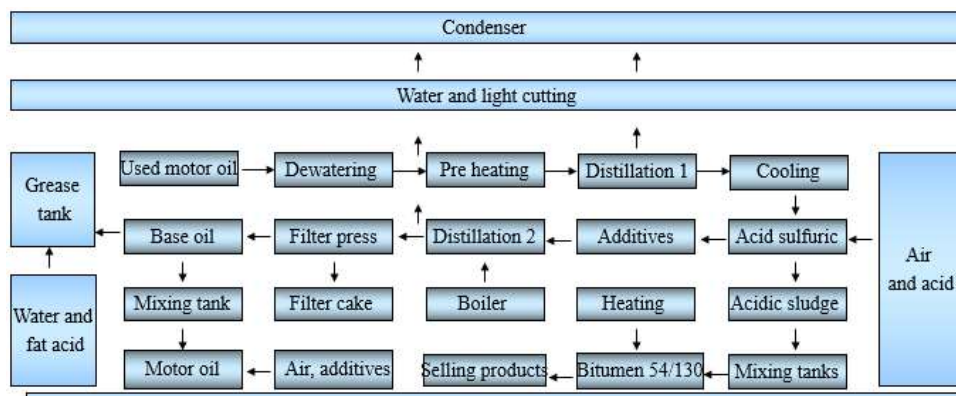 Condenser
Water and light cutting
Used motor oil
Dewatering
Pre heating
Distillation 1
Cooling
Grease
tank
Base oil
Filter press
Distillation 2
Additives
Acid sulfuric
Air
and acid
Water and
fat acid
Mixing tank
Filter cake
Boiler
Heating
Acidic sludge
Motor oil
Air, additives
Selling products
Bitumen 54/130
Mixing tanks